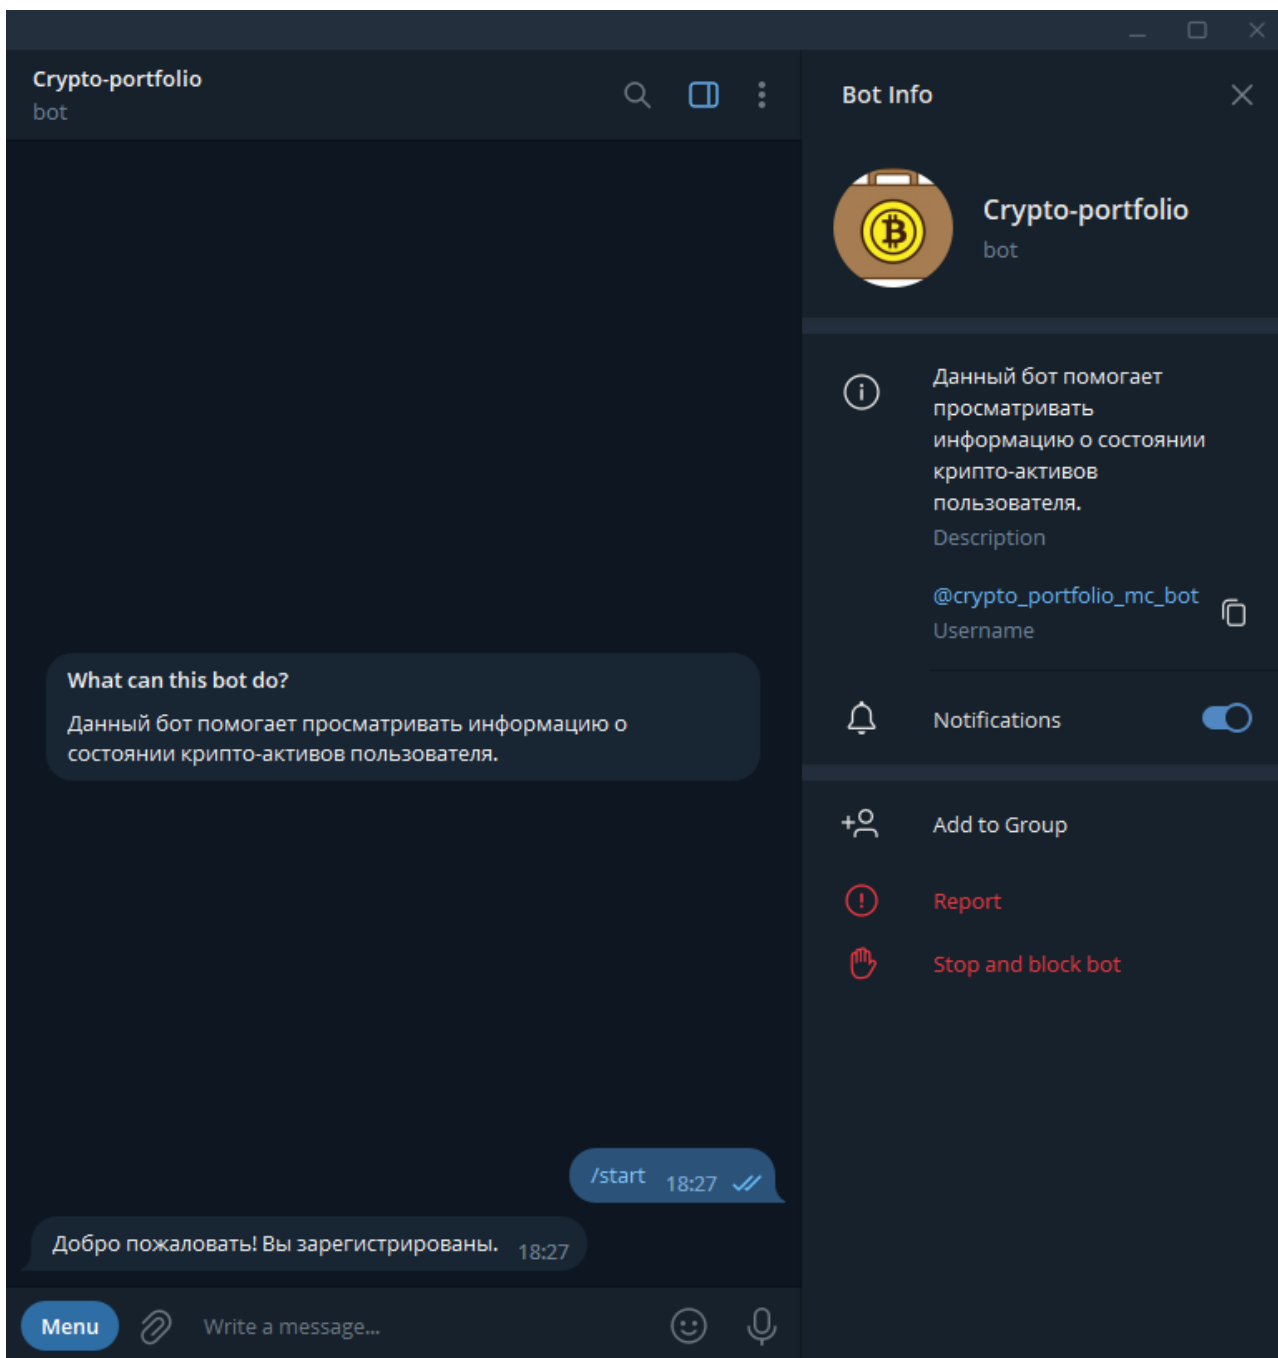 Crypto-portfolio
bot
What can this bot do?
Данный бот помогает просматривать информацию о
состоянии крипто-активов пользователя.
/start 18:27
Добро пожаловать! Вы зарегистрированы. 18:27
Menu
Write a message...
Bot Info
Crypto-portfolio
bot
Данный бот помогает
просматривать
информацию о состоянии
крипто-активов
пользователя.
Description
@crypto_portfolio_mc_bot
Username
Notifications
Add to Group
Report
Stop and block bot